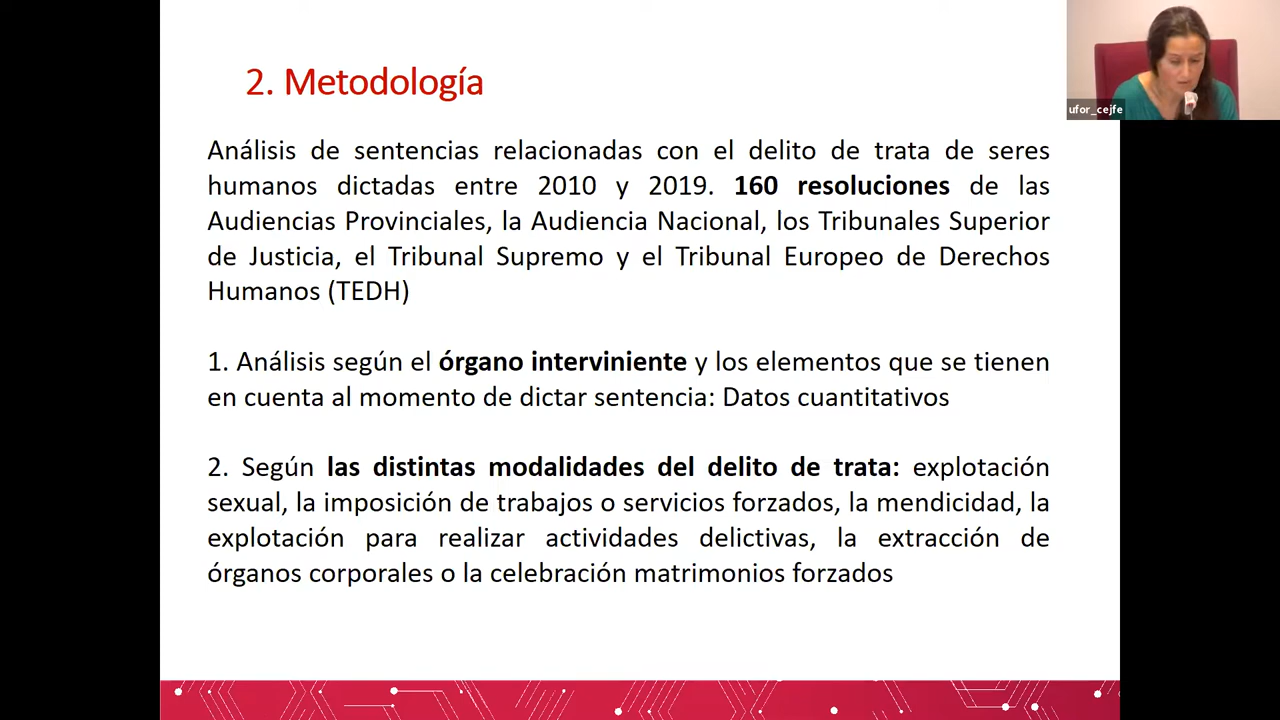 2. Metodología
ufor_cejfe
Análisis de sentencias relacionadas con el delito de trata de seres
humanos dictadas entre 2010 y 2019. 160 resoluciones de las
Audiencias Provinciales, la Audiencia Nacional, los Tribunales Superior
de Justicia, el Tribunal Supremo y el Tribunal Europeo de Derechos
Humanos (TEDH)
1. Análisis según el órgano interviniente y los elementos que se tienen
en cuenta al momento de dictar sentencia: Datos cuantitativos
2. Según las distintas modalidades del delito de trata: explotación
sexual, la imposición de trabajos o servicios forzados, la mendicidad, la
explotación para realizar actividades delictivas, la extracción de
órganos corporales o la celebración matrimonios forzados